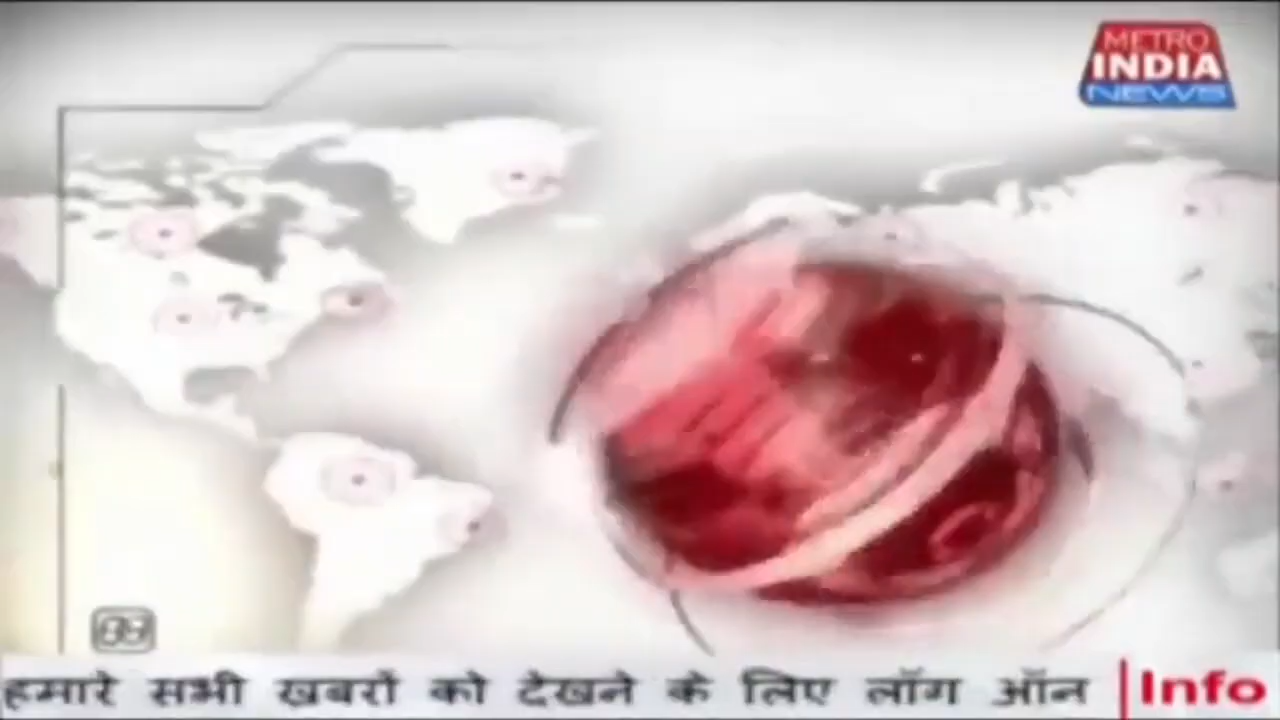 METRO
INDIA
NEWS
हमारे सभी खबरों को देखने के लिए लॉग ऑन
Info